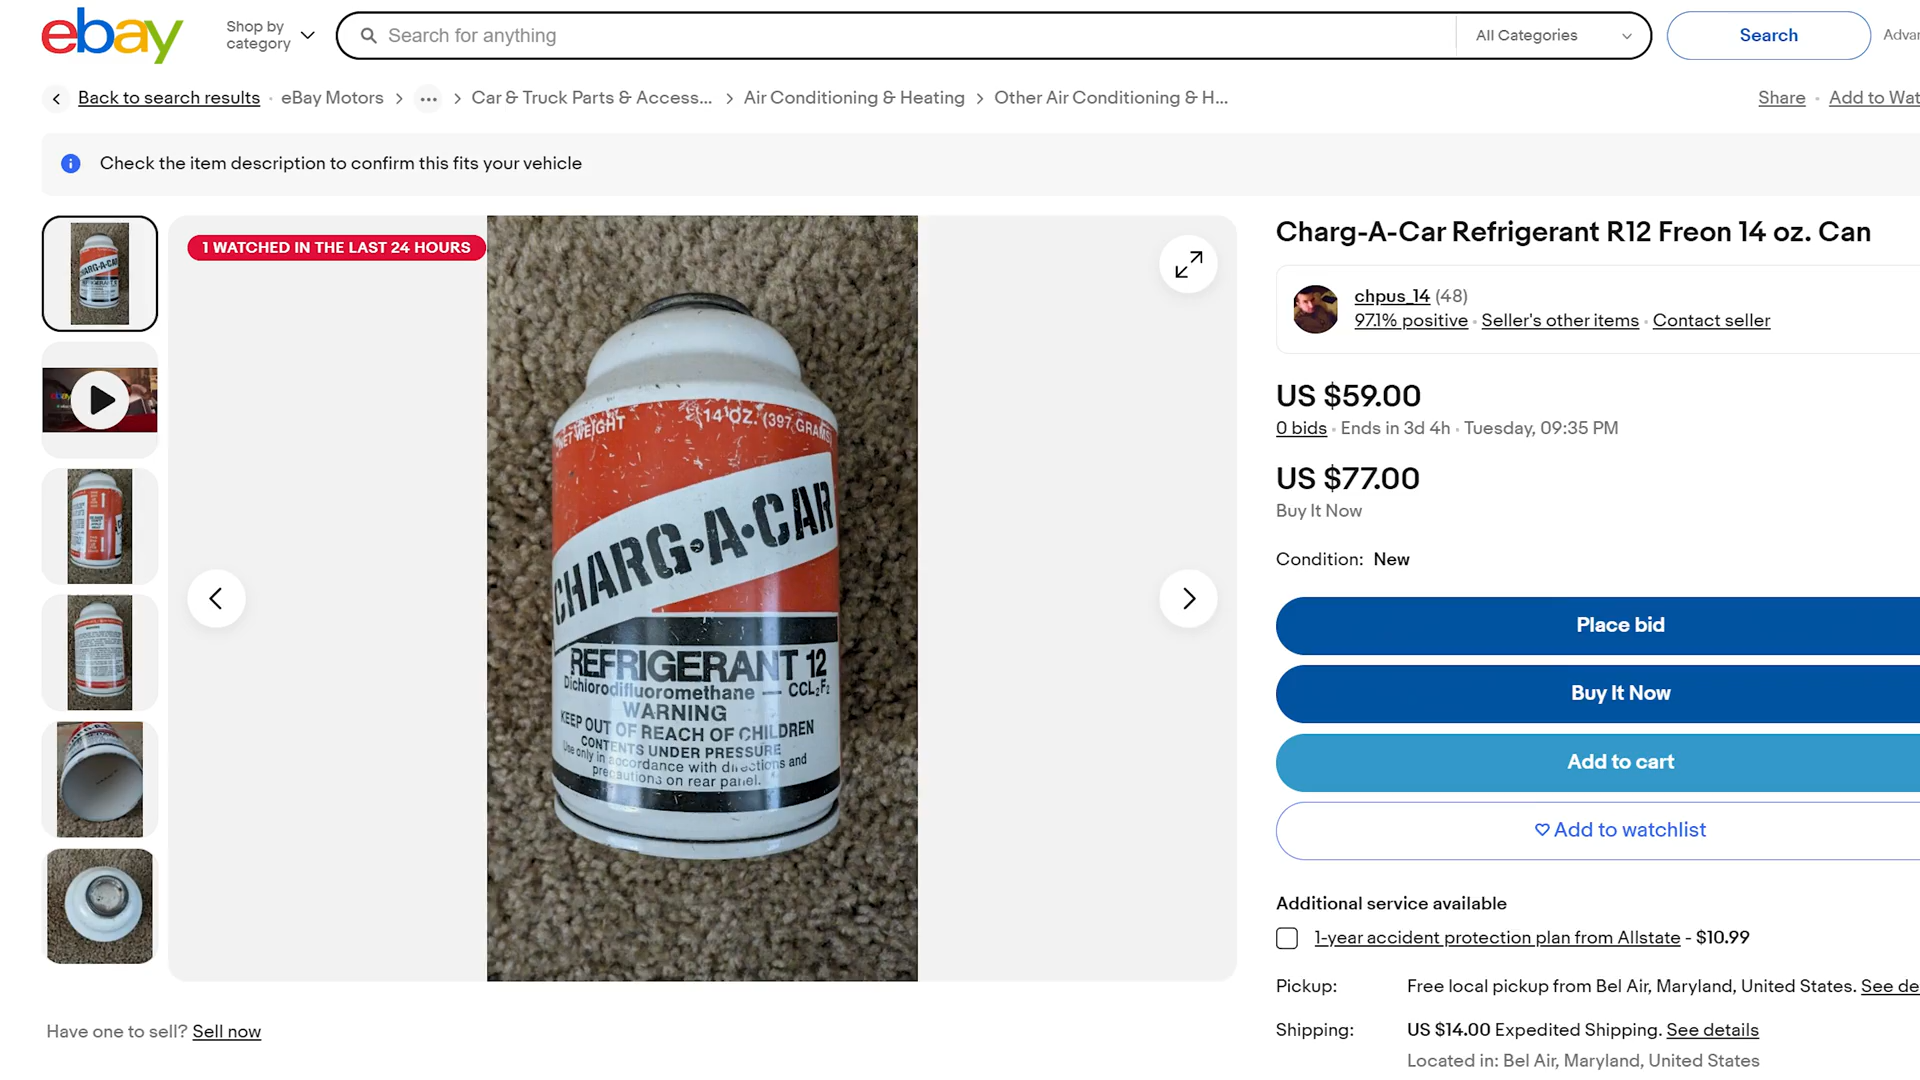 ebay
Shop by
category
Search for anything
All Categories
Search
Advan
Back to search results
eBay Motors
...
Car & Truck Parts & Access...
Air Conditioning & Heating
Other Air Conditioning & H...
Share
Add to Wat
Check the item description to confirm this fits your vehicle
1 WATCHED IN THE LAST 24 HOURS
NET WEIGHT 14 OZ. (397 GRAMS)
CHARG•A•CAR
REFRIGERANT 12
Dichlorodifluoromethane — CCL2F2
WARNING
KEEP OUT OF REACH OF CHILDREN
CONTENTS UNDER PRESSURE
Use only in accordance with directions and
precautions on rear panel.
Charg-A-Car Refrigerant R12 Freon 14 oz. Can
chpus_14 (48)
97.1% positive • Seller's other items • Contact seller
US $59.00
0 bids • Ends in 3d 4h • Tuesday, 09:35 PM
US $77.00
Buy It Now
Condition: New
Place bid
Buy It Now
Add to cart
Add to watchlist
Additional service available
1-year accident protection plan from Allstate - $10.99
Pickup: Free local pickup from Bel Air, Maryland, United States. See de
Shipping: US $14.00 Expedited Shipping. See details
Located in: Bel Air, Maryland, United States
Have one to sell? Sell now